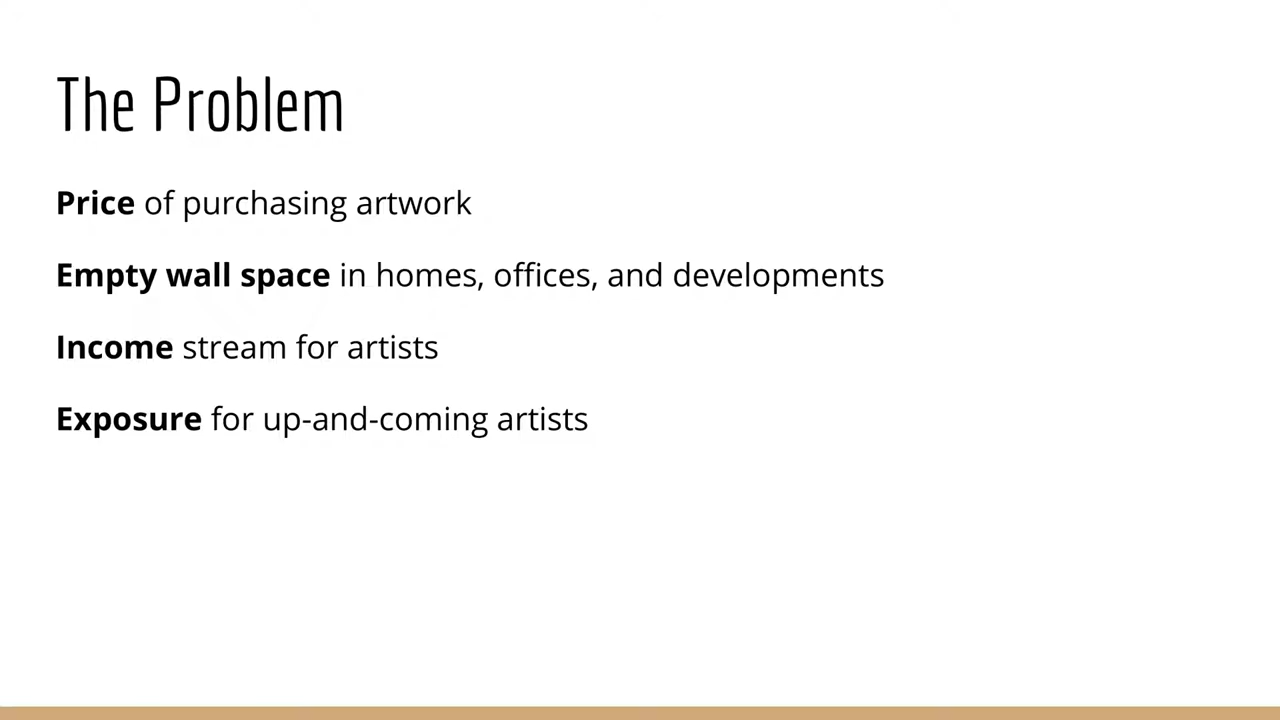 The Problem
Price of purchasing artwork
Empty wall space in homes, offices, and developments
Income stream for artists
Exposure for up-and-coming artists